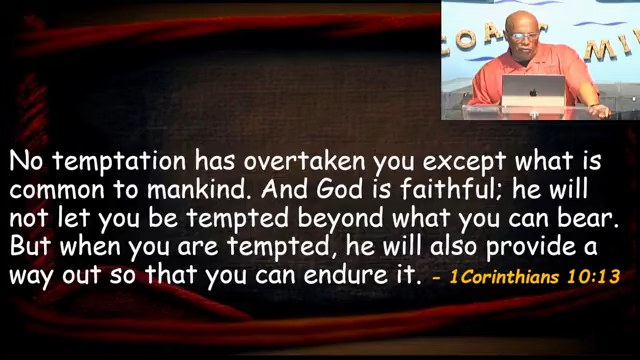 COA
MI
No temptation has overtaken you except what is
common to mankind. And God is faithful; he will
not let you be tempted beyond what you can bear.
But when you are tempted, he will also provide a
way out so that you can endure it. - 1Corinthians 10:13